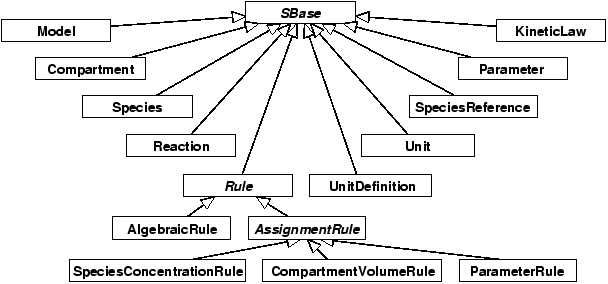 SBase
Model
KineticLaw
Compartment
Parameter
Species
SpeciesReference
Reaction
Unit
Rule
UnitDefinition
AlgebraicRule
AssignmentRule
SpeciesConcentrationRule
CompartmentVolumeRule
ParameterRule